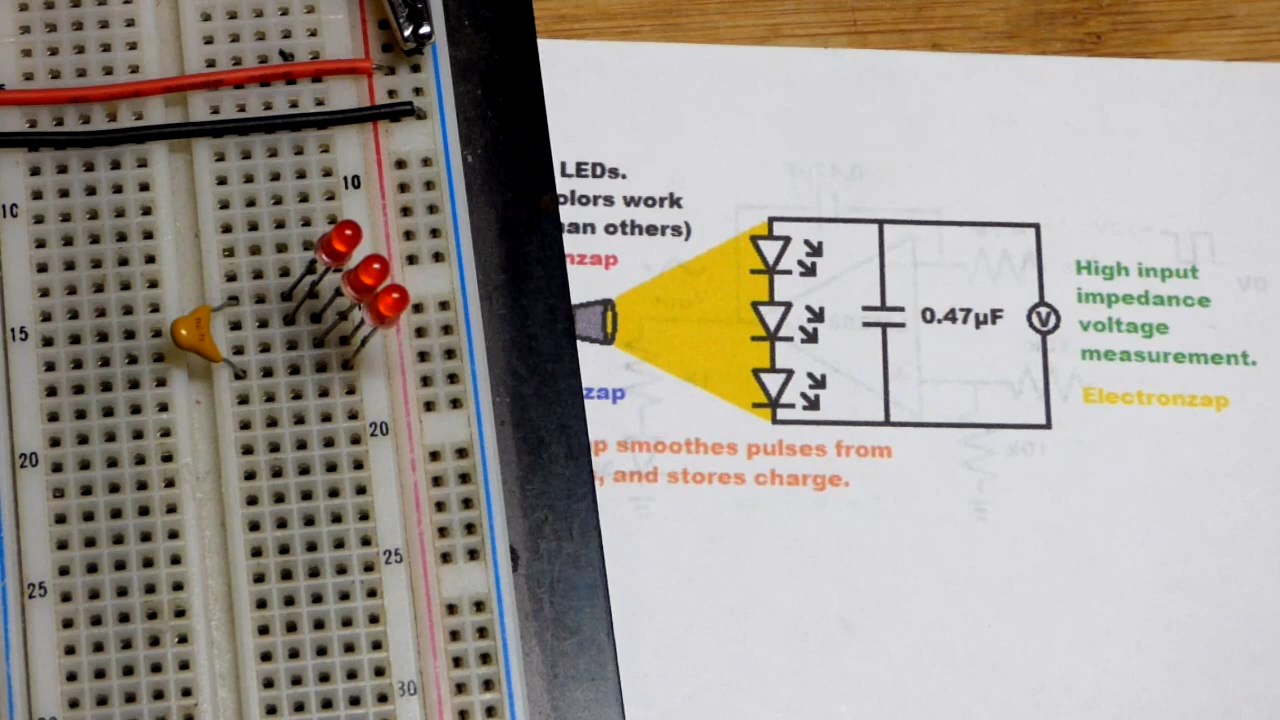 10
10
15
15
20
20
25
25
30
LEDs.
olors work
an others)
nzap
zap
p smoothes pulses from
, and stores charge.
0.47µF
V
High input
impedance
voltage
measurement.
Electronzap